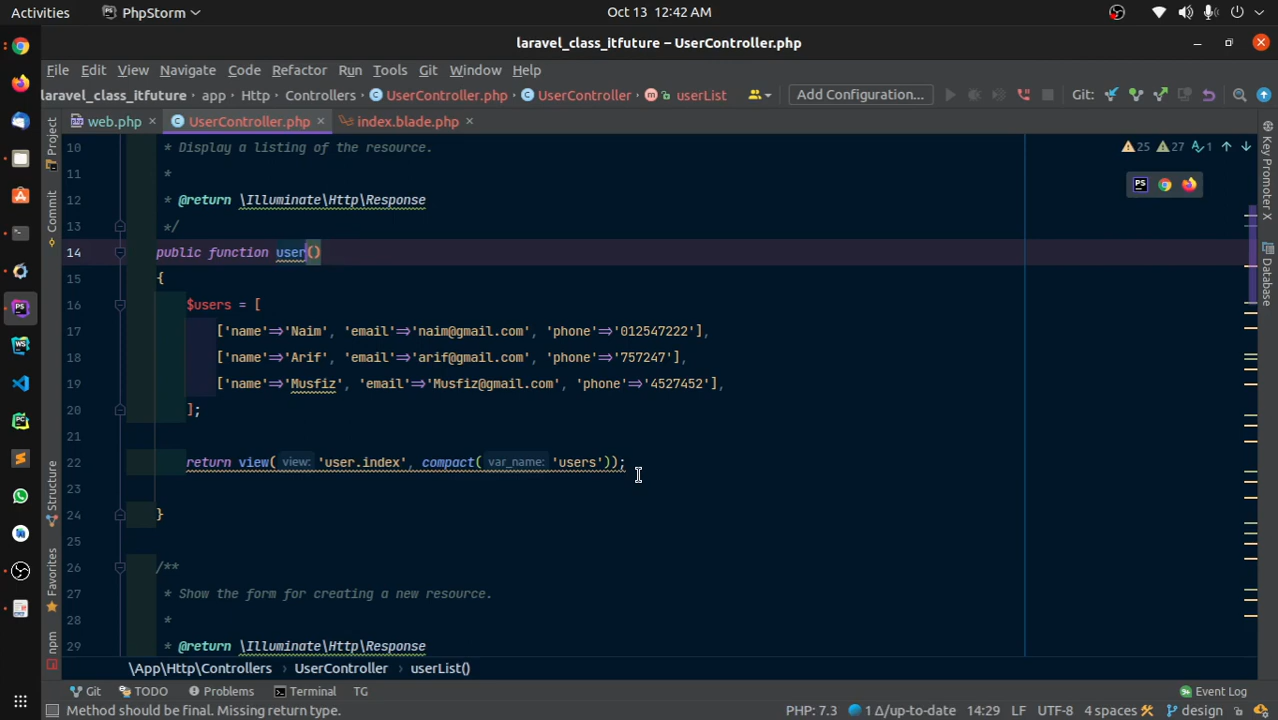 Activities
PhpStorm
Oct 13 12:42 AM
laravel_class_itfuture – UserController.php
File Edit View Navigate Code Refactor Run Tools Git Window Help
laravel_class_itfuture
app
Http
Controllers
UserController.php
UserController
userList
Add Configuration...
Git:
web.php
UserController.php
index.blade.php
Project
Commit
Structure
Favorites
npm
Key Promoter X
Database
25 27 1
10 * Display a listing of the resource.
11 *
12 * @return \Illuminate\Http\Response
13 */
14 public function user()
15 {
16 $users = [
17 ['name'=>'Naim', 'email'=>'naim@gmail.com', 'phone'=>'012547222'],
18 ['name'=>'Arif', 'email'=>'arif@gmail.com', 'phone'=>'757247'],
19 ['name'=>'Musfiz', 'email'=>'Musfiz@gmail.com', 'phone'=>'4527452'],
20 ];
21
22 return view( view: 'user.index', compact( var_name: 'users'));
23
24 }
25
26 /**
27 * Show the form for creating a new resource.
28 *
29 * @return \Illuminate\Http\Response
\App\Http\Controllers
UserController
userList()
Git
TODO
Problems
Terminal
TG
Event Log
Method should be final. Missing return type.
PHP: 7.3
1 Δ/up-to-date
14:29
LF
UTF-8
4 spaces
design